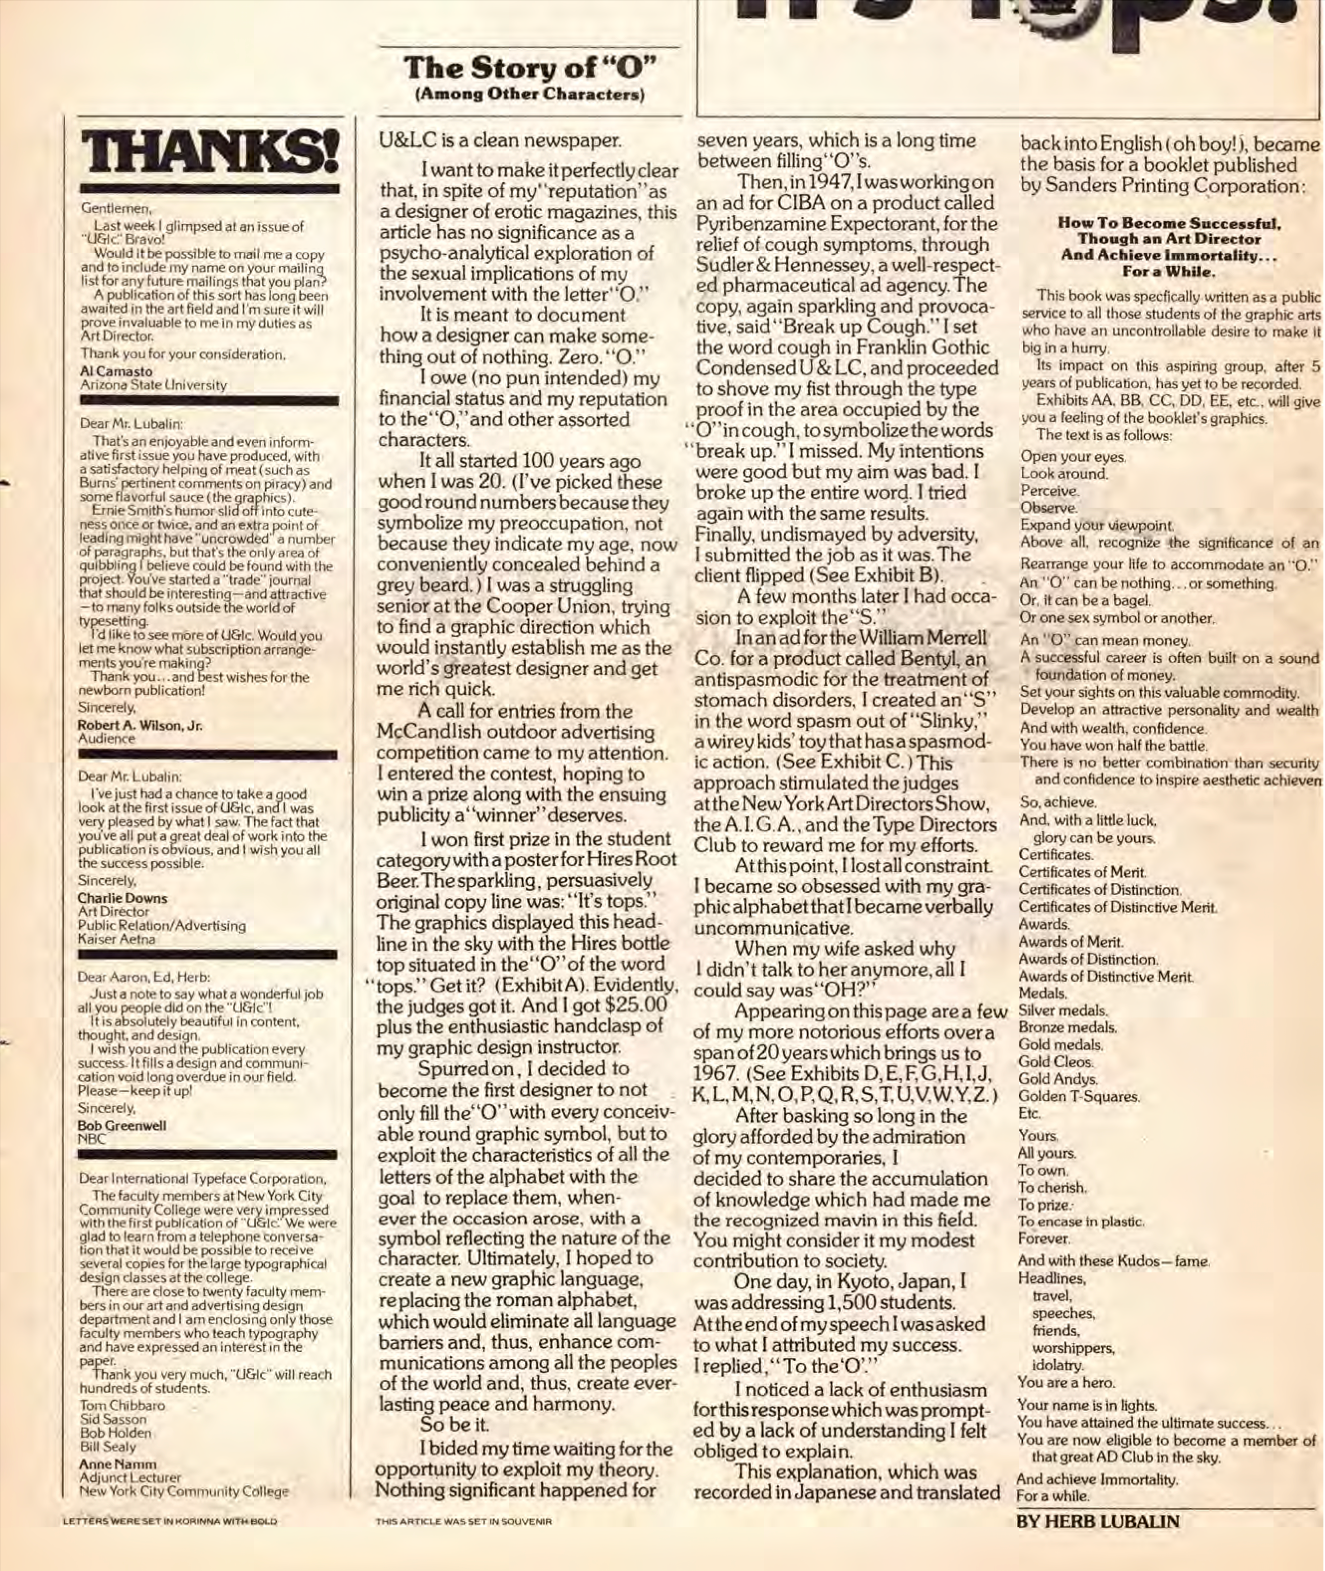 It's Tops!
THANKS!
Gentlemen,
Last week I glimpsed at an issue of
"U&lc." Bravo!
Would it be possible to mail me a copy
and to include my name on your mailing
list for any future mailings that you plan?
A publication of this sort has long been
awaited in the art field and I'm sure it will
prove invaluable to me in my duties as
Art Director.
Thank you for your consideration,
Al Camasto
Arizona State University
Dear Mr. Lubalin:
That's an enjoyable and even inform-
ative first issue you have produced, with
a satisfactory helping of meat (such as
Burns' pertinent comments on piracy) and
some flavorful sauce (the graphics).
Ernie Smith's humor slid off into cute-
ness once or twice, and an extra point of
leading might have "uncrowded" a number
of paragraphs, but that's the only area of
quibbling I believe could be found with the
project. You've started a "trade" journal
that should be interesting—and attractive
—to many folks outside the world of
typesetting.
I'd like to see more of U&lc. Would you
let me know what subscription arrange-
ments you're making?
Thank you...and best wishes for the
newborn publication!
Sincerely,
Robert A. Wilson, Jr.
Audience
Dear Mr. Lubalin:
I've just had a chance to take a good
look at the first issue of U&lc, and I was
very pleased by what I saw. The fact that
you've all put a great deal of work into the
publication is obvious, and I wish you all
the success possible.
Sincerely,
Charlie Downs
Art Director
Public Relation/Advertising
Kaiser Aetna
Dear Aaron, Ed, Herb:
Just a note to say what a wonderful job
all you people did on the "U&lc"!
It is absolutely beautiful in content,
thought, and design.
I wish you and the publication every
success. It fills a design and communi-
cation void long overdue in our field.
Please—keep it up!
Sincerely,
Bob Greenwell
NBC
Dear International Typeface Corporation,
The faculty members at New York City
Community College were very impressed
with the first publication of "U&lc." We were
glad to learn from a telephone conversa-
tion that it would be possible to receive
several copies for the large typographical
design classes at the college.
There are close to twenty faculty mem-
bers in our art and advertising design
department and I am enclosing only those
faculty members who teach typography
and have expressed an interest in the
paper.
Thank you very much, "U&lc" will reach
hundreds of students.
Tom Chibbaro
Sid Sasson
Bob Holden
Bill Sealy
Anne Namm
Adjunct Lecturer
New York City Community College
LETTERS WERE SET IN KORINNA WITH BOLD
The Story of "O"
(Among Other Characters)
U&LC is a clean newspaper.
I want to make it perfectly clear
that, in spite of my "reputation" as
a designer of erotic magazines, this
article has no significance as a
psycho-analytical exploration of
the sexual implications of my
involvement with the letter "O."
It is meant to document
how a designer can make some-
thing out of nothing. Zero. "O."
I owe (no pun intended) my
financial status and my reputation
to the "O," and other assorted
characters.
It all started 100 years ago
when I was 20. (I've picked these
good round numbers because they
symbolize my preoccupation, not
because they indicate my age, now
conveniently concealed behind a
grey beard.) I was a struggling
senior at the Cooper Union, trying
to find a graphic direction which
would instantly establish me as the
world's greatest designer and get
me rich quick.
A call for entries from the
McCandlish outdoor advertising
competition came to my attention.
I entered the contest, hoping to
win a prize along with the ensuing
publicity a "winner" deserves.
I won first prize in the student
category with a poster for Hires Root
Beer. The sparkling, persuasively
original copy line was: "It's tops."
The graphics displayed this head-
line in the sky with the Hires bottle
top situated in the "O" of the word
"tops." Get it? (Exhibit A). Evidently,
the judges got it. And I got $25.00
plus the enthusiastic handclasp of
my graphic design instructor.
Spurred on, I decided to
become the first designer to not
only fill the "O" with every conceiv-
able round graphic symbol, but to
exploit the characteristics of all the
letters of the alphabet with the
goal to replace them, when-
ever the occasion arose, with a
symbol reflecting the nature of the
character. Ultimately, I hoped to
create a new graphic language,
replacing the roman alphabet,
which would eliminate all language
barriers and, thus, enhance com-
munications among all the peoples
of the world and, thus, create ever-
lasting peace and harmony.
So be it.
I bided my time waiting for the
opportunity to exploit my theory.
Nothing significant happened for
THIS ARTICLE WAS SET IN SOUVENIR
seven years, which is a long time
between filling "O"s.
Then, in 1947, I was working on
an ad for CIBA on a product called
Pyribenzamine Expectorant, for the
relief of cough symptoms, through
Sudler & Hennessey, a well-respect-
ed pharmaceutical ad agency. The
copy, again sparkling and provoca-
tive, said "Break up Cough." I set
the word cough in Franklin Gothic
Condensed U & LC, and proceeded
to shove my fist through the type
proof in the area occupied by the
"O" in cough, to symbolize the words
"break up." I missed. My intentions
were good but my aim was bad. I
broke up the entire word. I tried
again with the same results.
Finally, undismayed by adversity,
I submitted the job as it was. The
client flipped (See Exhibit B).
A few months later I had occa-
sion to exploit the "S."
In an ad for the William Merrell
Co. for a product called Bentyl, an
antispasmodic for the treatment of
stomach disorders, I created an "S"
in the word spasm out of "Slinky,"
a wirey kids' toy that has a spasmod-
ic action. (See Exhibit C.) This
approach stimulated the judges
at the New York Art Directors Show,
the A.I.G.A., and the Type Directors
Club to reward me for my efforts.
At this point, I lost all constraint.
I became so obsessed with my gra-
phic alphabet that I became verbally
uncommunicative.
When my wife asked why
I didn't talk to her anymore, all I
could say was "OH?"
Appearing on this page are a few
of my more notorious efforts over a
span of 20 years which brings us to
1967. (See Exhibits D,E,F,G,H,I,J,
K,L,M,N,O,P,Q,R,S,T,U,V,W,Y,Z.)
After basking so long in the
glory afforded by the admiration
of my contemporaries, I
decided to share the accumulation
of knowledge which had made me
the recognized mavin in this field.
You might consider it my modest
contribution to society.
One day, in Kyoto, Japan, I
was addressing 1,500 students.
At the end of my speech I was asked
to what I attributed my success.
I replied, "To the 'O'."
I noticed a lack of enthusiasm
for this response which was prompt-
ed by a lack of understanding I felt
obliged to explain.
This explanation, which was
recorded in Japanese and translated
back into English (oh boy!), became
the basis for a booklet published
by Sanders Printing Corporation:
How To Become Successful,
Though an Art Director
And Achieve Immortality...
For a While.
This book was specfically written as a public
service to all those students of the graphic arts
who have an uncontrollable desire to make it
big in a hurry.
Its impact on this aspiring group, after 5
years of publication, has yet to be recorded.
Exhibits AA, BB, CC, DD, EE, etc., will give
you a feeling of the booklet's graphics.
The text is as follows:
Open your eyes.
Look around.
Perceive.
Observe.
Expand your viewpoint.
Above all, recognize the significance of an
Rearrange your life to accommodate an "O."
An "O" can be nothing...or something.
Or, it can be a bagel.
Or one sex symbol or another.
An "O" can mean money.
A successful career is often built on a sound
foundation of money.
Set your sights on this valuable commodity.
Develop an attractive personality and wealth
And with wealth, confidence.
You have won half the battle.
There is no better combination than security
and confidence to inspire aesthetic achieven
So, achieve.
And, with a little luck,
glory can be yours.
Certificates.
Certificates of Merit.
Certificates of Distinction.
Certificates of Distinctive Merit.
Awards.
Awards of Merit.
Awards of Distinction.
Awards of Distinctive Merit.
Medals.
Silver medals.
Bronze medals.
Gold medals.
Gold Cleos.
Gold Andys.
Golden T-Squares.
Etc.
Yours.
All yours.
To own.
To cherish.
To prize.
To encase in plastic.
Forever.
And with these Kudos—fame.
Headlines,
travel,
speeches,
friends,
worshippers,
idolatry.
You are a hero.
Your name is in lights.
You have attained the ultimate success...
You are now eligible to become a member of
that great AD Club in the sky.
And achieve Immortality.
For a while.
BY HERB LUBALIN